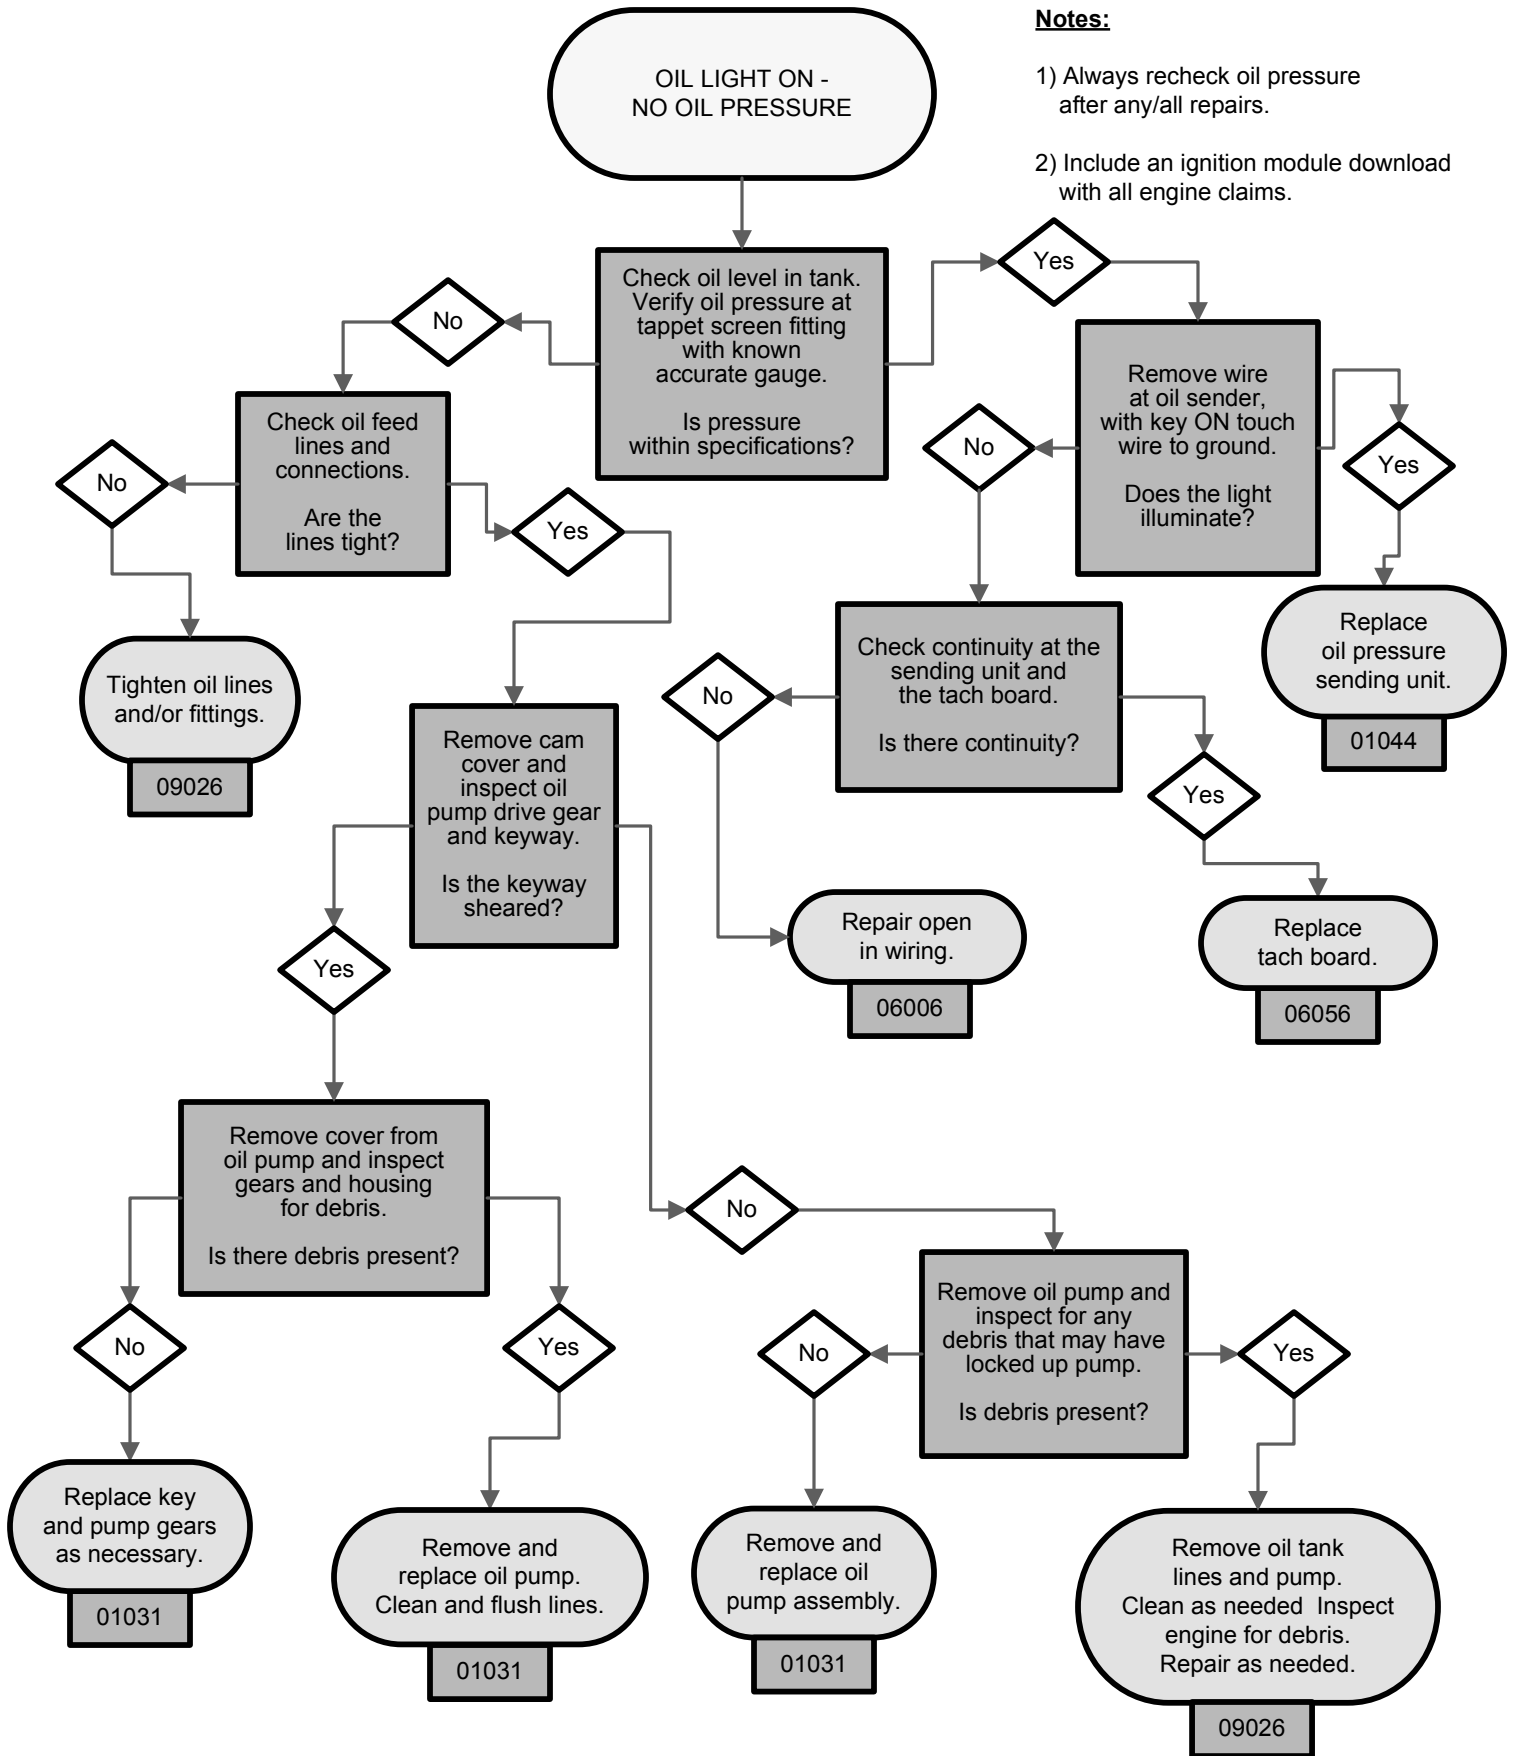 Notes:
1) Always recheck oil pressure
after any/all repairs.
2) Include an ignition module download
with all engine claims.
OIL LIGHT ON -
NO OIL PRESSURE
Check oil level in tank.
Verify oil pressure at
tappet screen fitting
with known
accurate gauge.
Is pressure
within specifications?
No
Yes
Check oil feed
lines and
connections.
Are the
lines tight?
No
Yes
Tighten oil lines
and/or fittings.
09026
Remove wire
at oil sender,
with key ON touch
wire to ground.
Does the light
illuminate?
No
Yes
Replace
oil pressure
sending unit.
01044
Check continuity at the
sending unit and
the tach board.
Is there continuity?
No
Yes
Repair open
in wiring.
06006
Replace
tach board.
06056
Remove cam
cover and
inspect oil
pump drive gear
and keyway.
Is the keyway
sheared?
Yes
No
Remove cover from
oil pump and inspect
gears and housing
for debris.
Is there debris present?
No
Yes
Replace key
and pump gears
as necessary.
01031
Remove and
replace oil pump.
Clean and flush lines.
01031
Remove oil pump and
inspect for any
debris that may have
locked up pump.
Is debris present?
No
Yes
Remove and
replace oil
pump assembly.
01031
Remove oil tank
lines and pump.
Clean as needed  Inspect
engine for debris.
Repair as needed.
09026